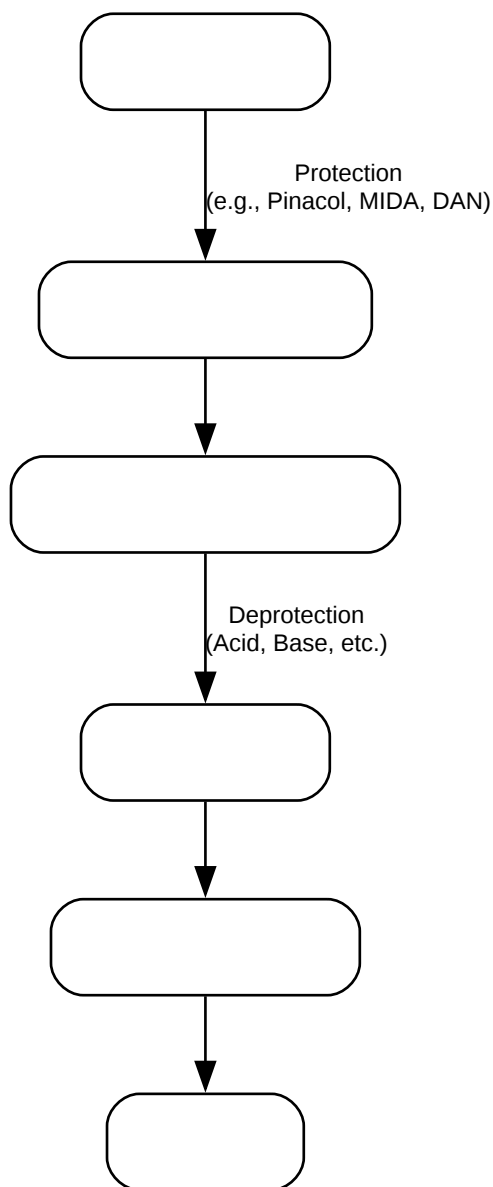 Protection
(e.g., Pinacol, MIDA, DAN)
Deprotection
(Acid, Base, etc.)